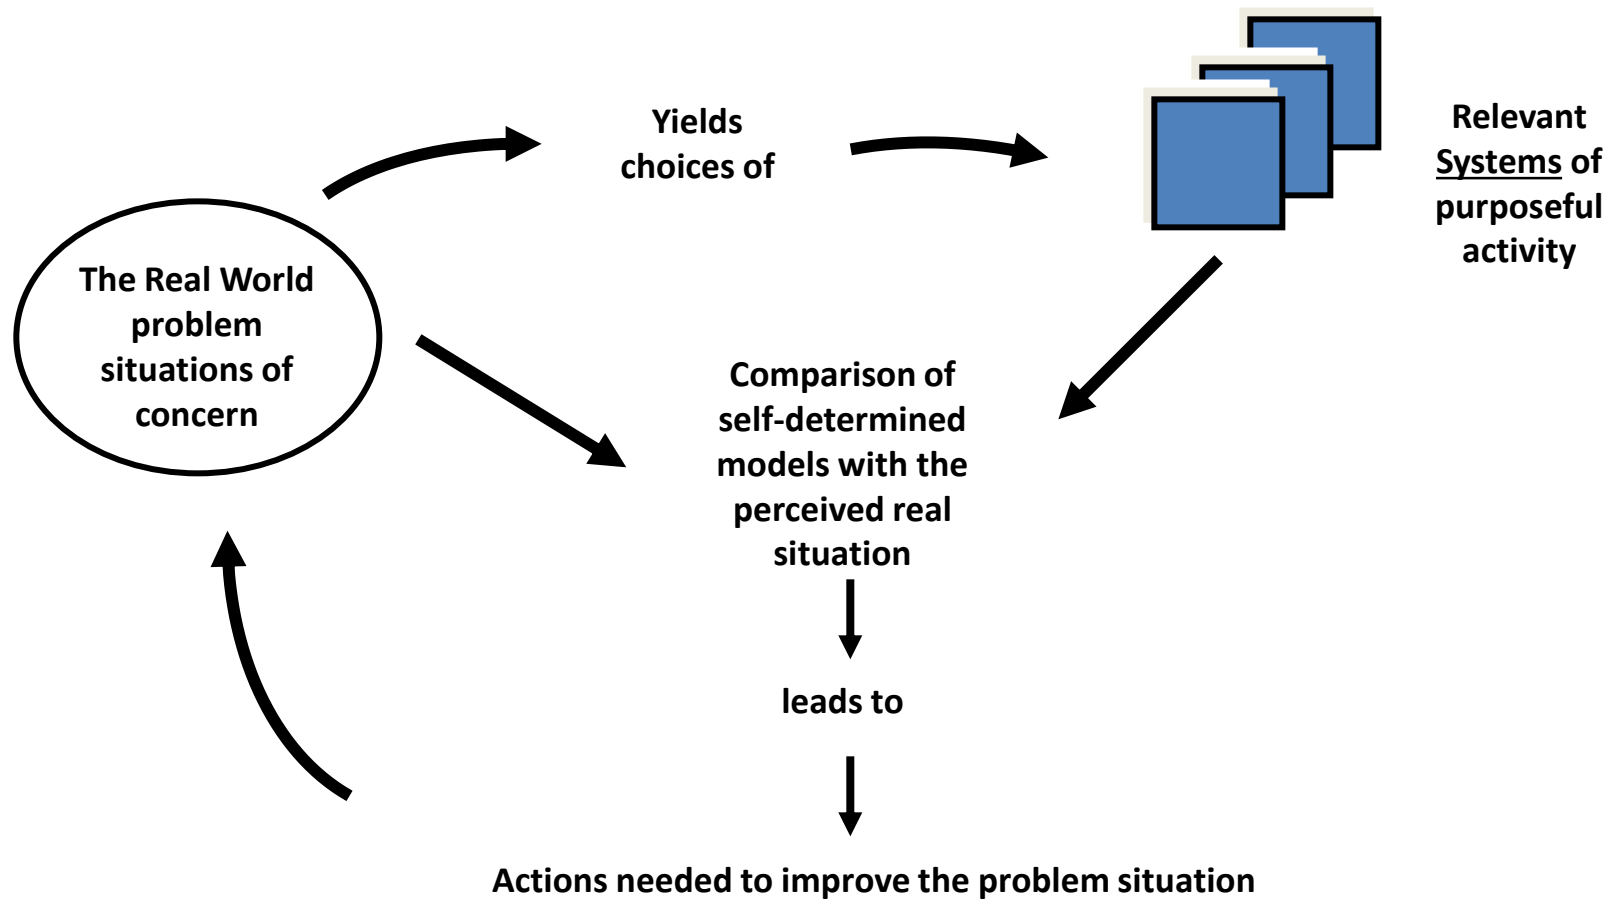 Yields
choices of
Relevant
Systems of
purposeful
activity
The Real World
problem
situations of
concern
Comparison of
self-determined
models with the
perceived real
situation
leads to
Actions needed to improve the problem situation